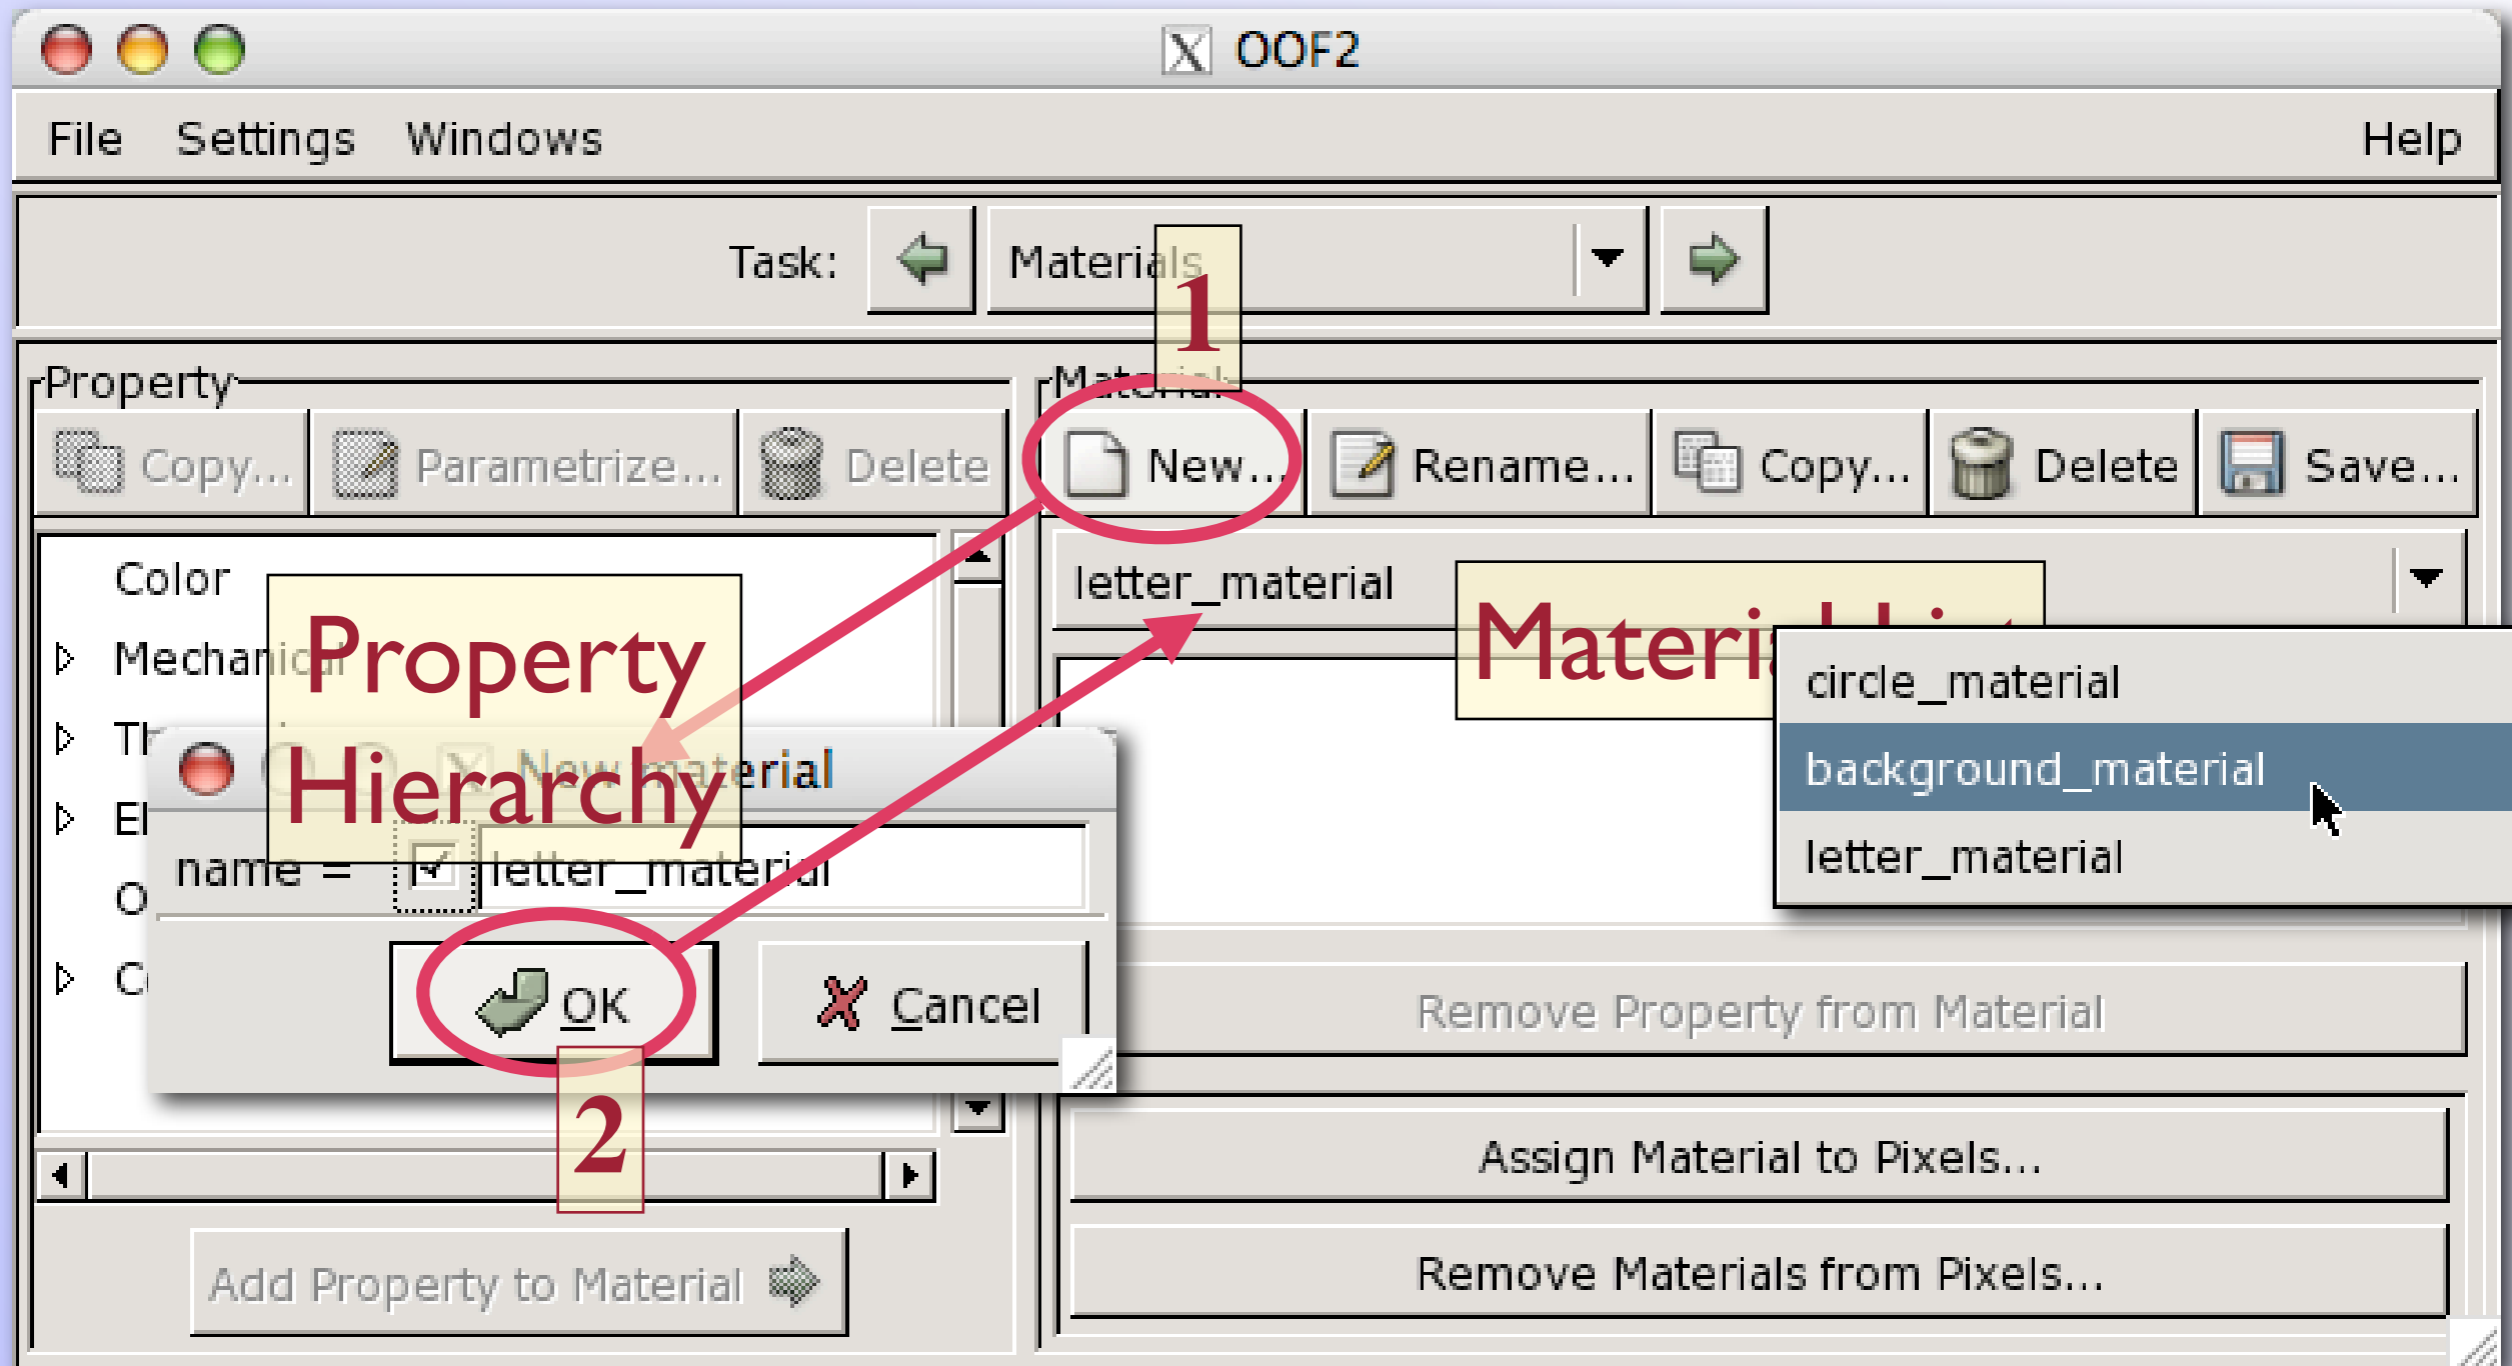 OOF2
File Settings Windows Help
Task: Materials
1
Property
Material
Copy... Parametrize... Delete
New... Rename... Copy... Delete Save...
Color
letter_material
Mechanical
Property
Hierarchy
circle_material
background_material
letter_material
New material
name = letter_material
OK Cancel
2
Remove Property from Material
Assign Material to Pixels...
Add Property to Material
Remove Materials from Pixels...